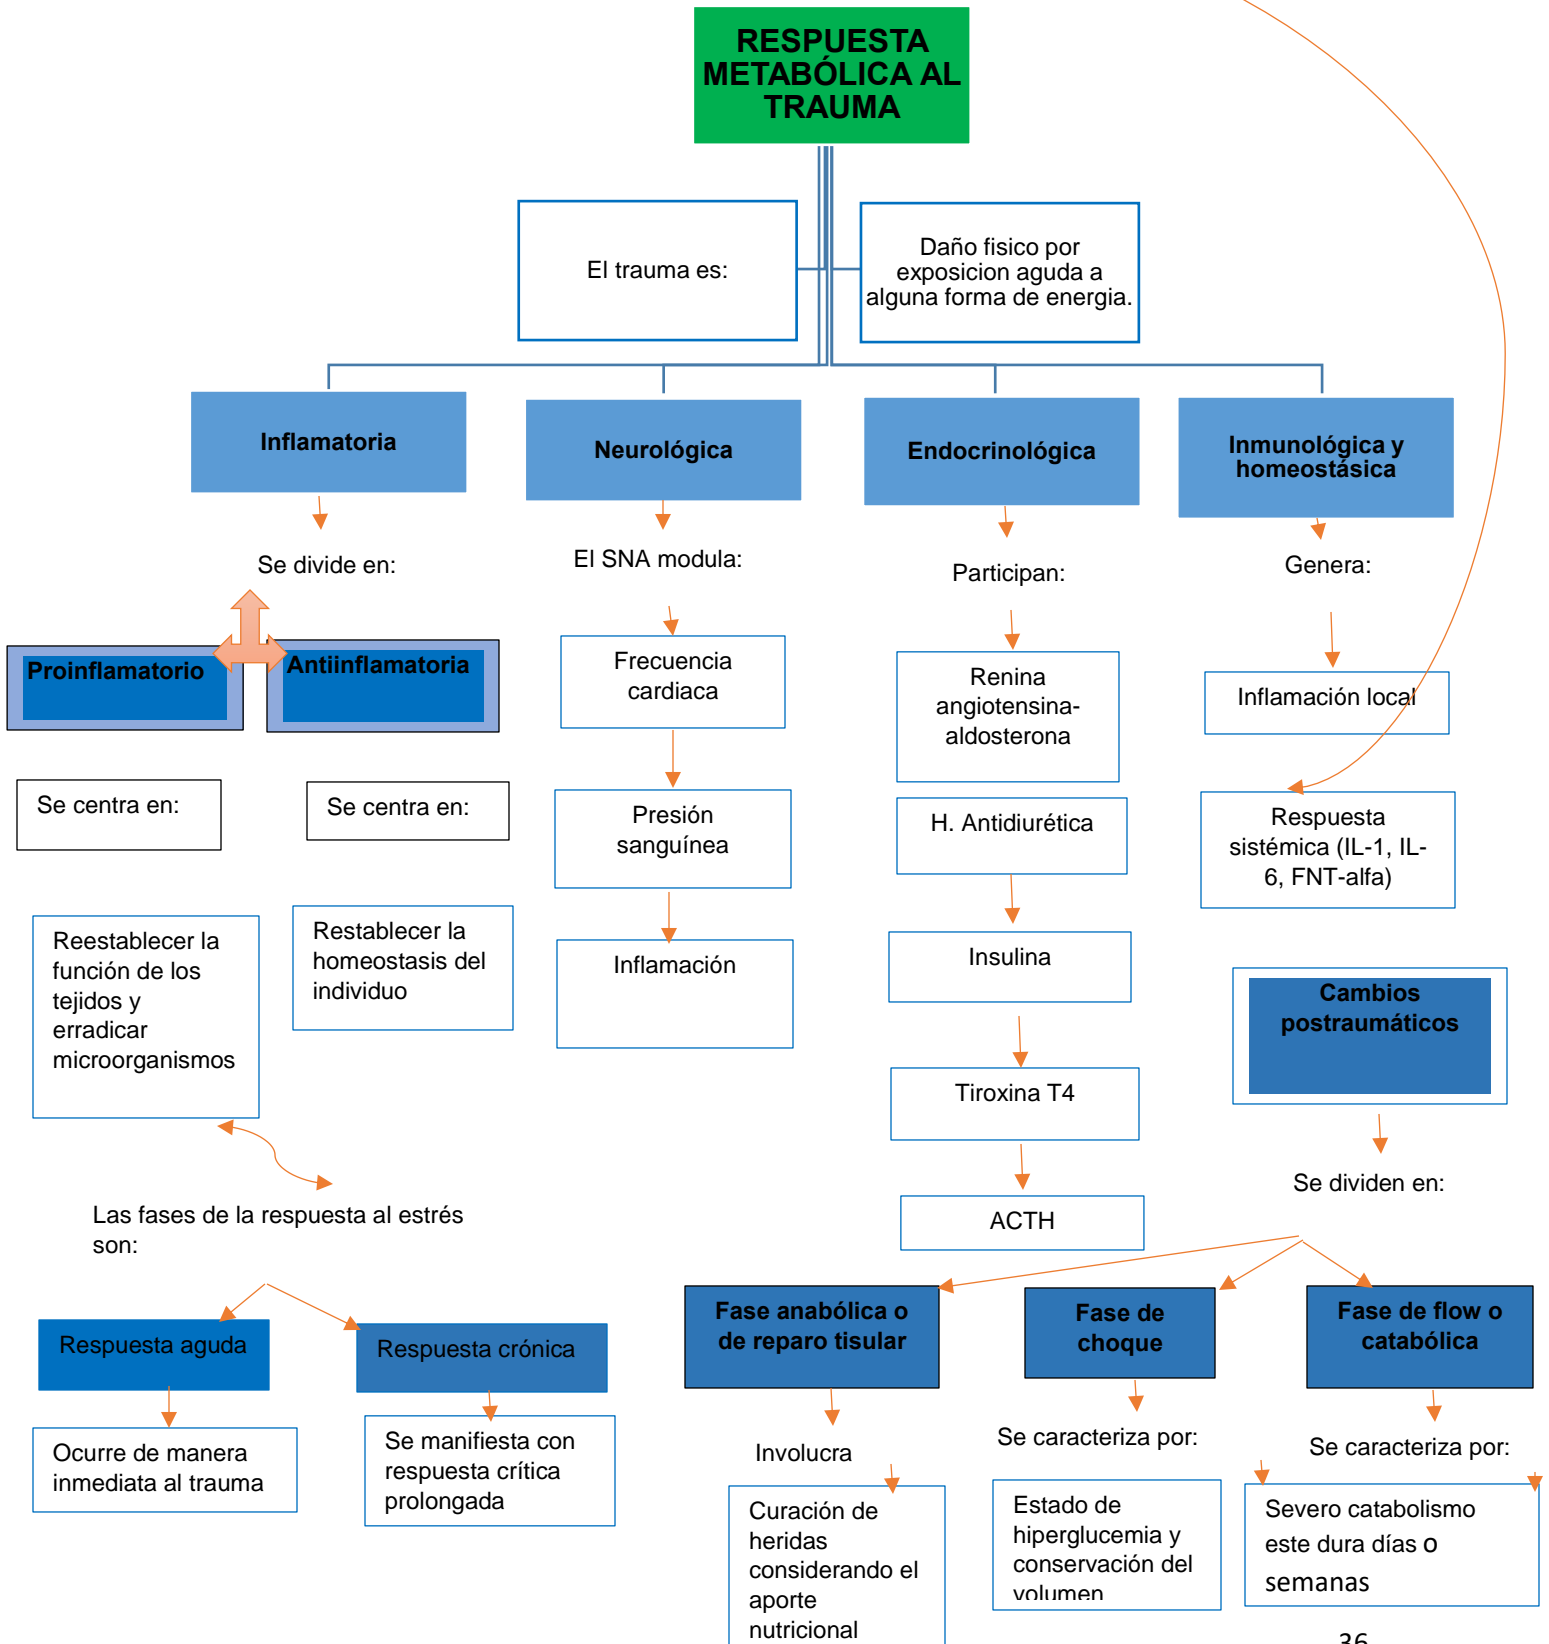 RESPUESTA
METABÓLICA AL
TRAUMA
El trauma es:
Daño fisico por
exposicion aguda a
alguna forma de energia.
Inflamatoria
Neurológica
Endocrinológica
Inmunológica y
homeostásica
Se divide en:
El SNA modula:
Participan:
Genera:
Proinflamatorio
Antiinflamatoria
Frecuencia
cardiaca
Renina
angiotensina-
aldosterona
Inflamación local
Se centra en:
Se centra en:
Presión
sanguínea
H. Antidiurética
Respuesta
sistémica (IL-1, IL-
6, FNT-alfa)
Reestablecer la
función de los
tejidos y
erradicar
microorganismos
Restablecer la
homeostasis del
individuo
Inflamación
Insulina
Cambios
postraumáticos
Tiroxina T4
Se dividen en:
Las fases de la respuesta al estrés
son:
ACTH
Fase anabólica o
de reparo tisular
Fase de
choque
Fase de flow o
catabólica
Respuesta aguda
Respuesta crónica
Involucra
Se caracteriza por:
Se caracteriza por:
Ocurre de manera
inmediata al trauma
Se manifiesta con
respuesta crítica
prolongada
Curación de
heridas
considerando el
aporte
nutricional
Estado de
hiperglucemia y
conservación del
volumen
Severo catabolismo
este dura días o
semanas
36